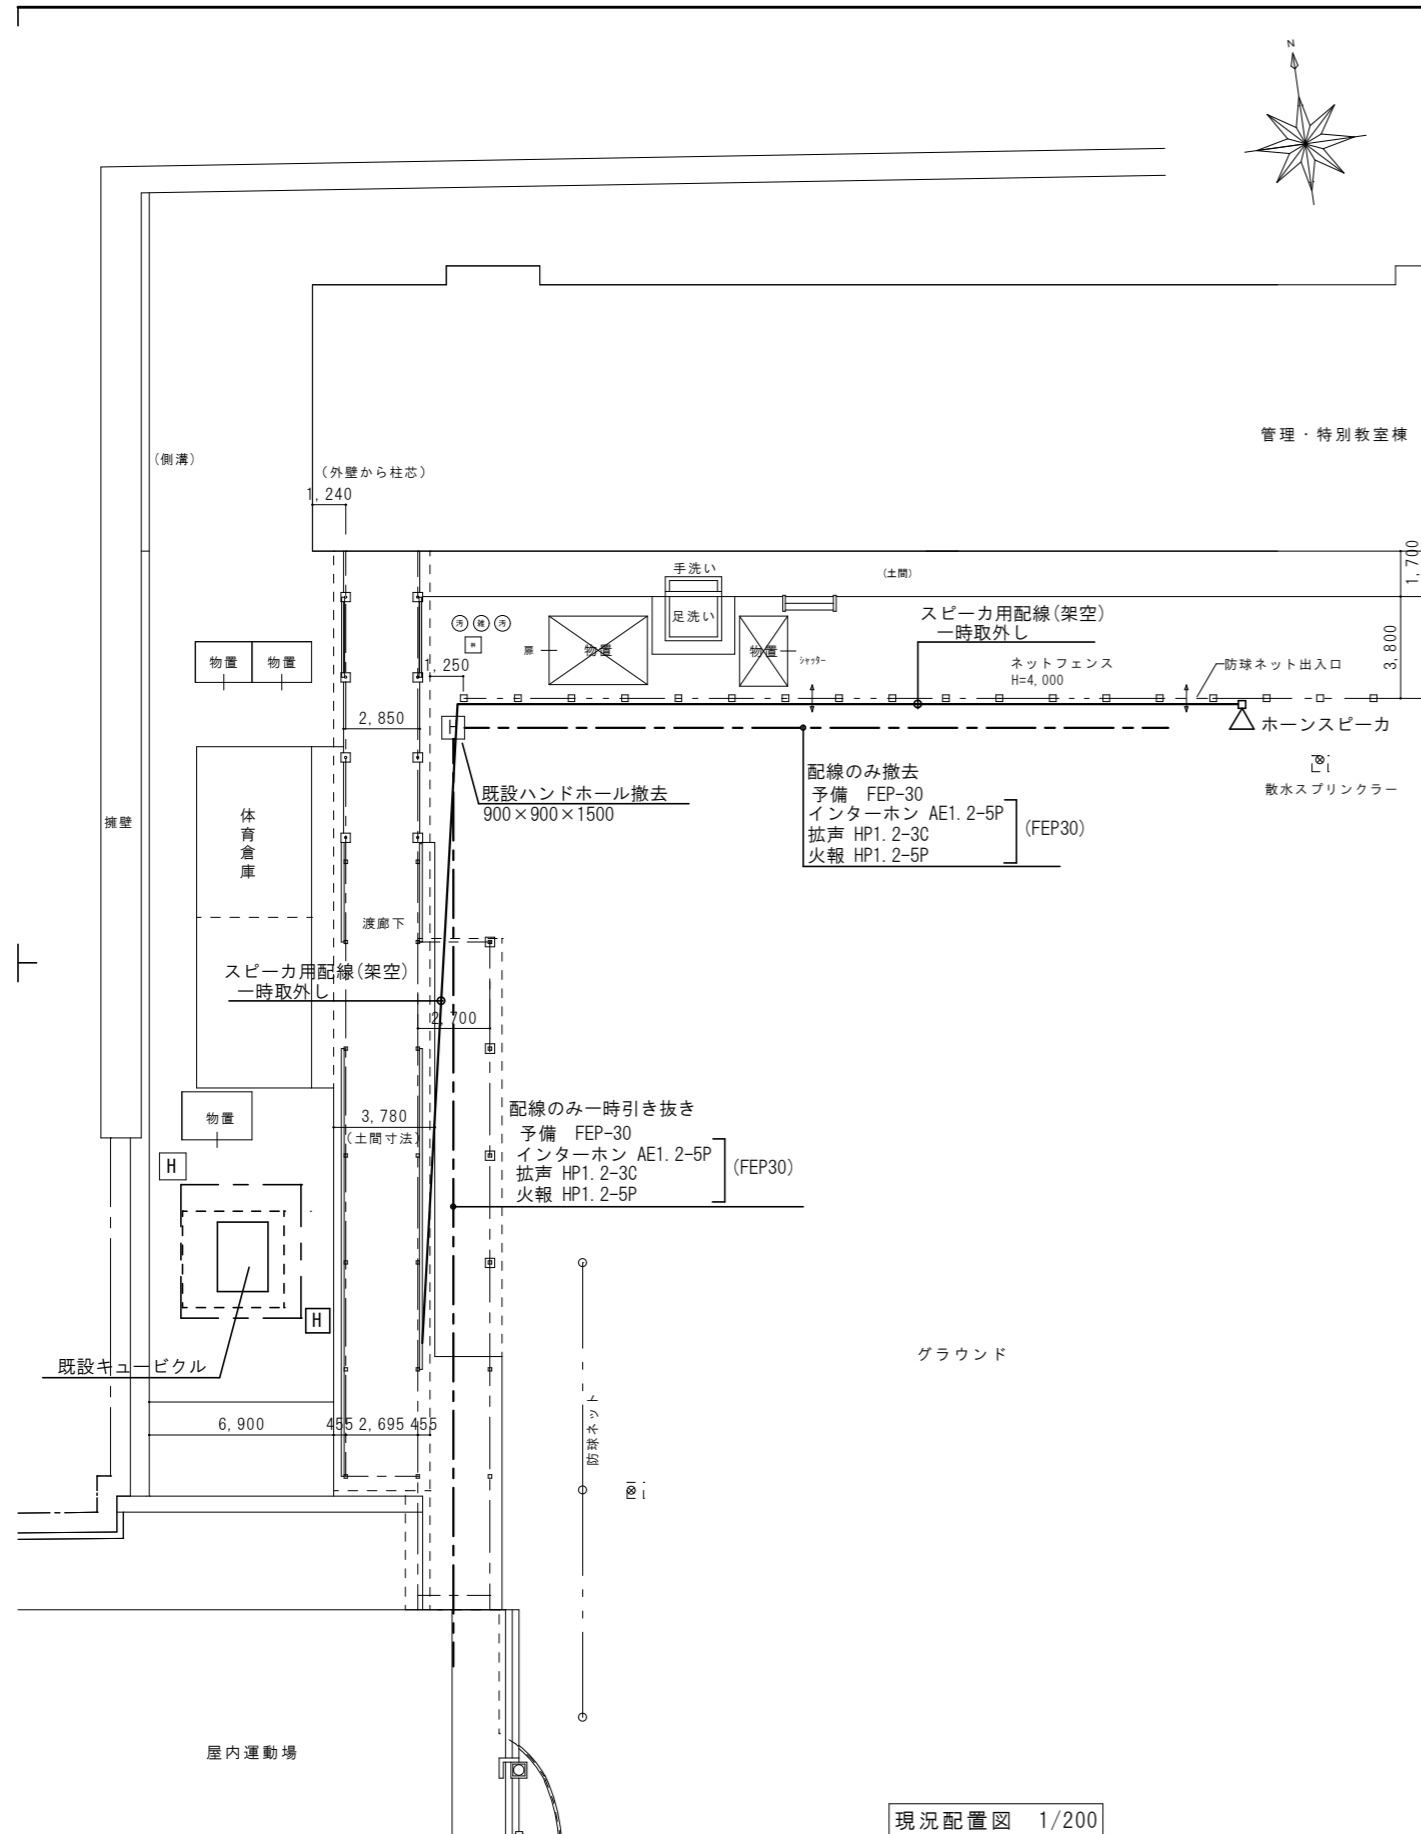 N
管理・特別教室棟
(側溝)
(外壁から柱芯)
1,240
1,700
手洗い
(土間)
足洗い
スピーカ用配線(架空)
一時取外し
3,800
汚
雑
汚
扉
物置
物置
シャッター
ネットフェンス
H=4,000
防球ネット出入口
物置
物置
1,250
2,850
H
ホーンスピーカ
散水スプリンクラー
既設ハンドホール撤去
900×900×1500
配線のみ撤去
予備 FEP-30
インターホン AE1.2-5P
拡声 HP1.2-3C
火報 HP1.2-5P
(FEP30)
擁壁
体育倉庫
渡廊下
スピーカ用配線(架空)
一時取外し
2,700
物置
3,780
(土間寸法)
配線のみ一時引き抜き
予備 FEP-30
インターホン AE1.2-5P
拡声 HP1.2-3C
火報 HP1.2-5P
(FEP30)
H
H
既設キュービクル
グラウンド
防球ネット
6,900
455
2,695
455
屋内運動場
現況配置図 1/200